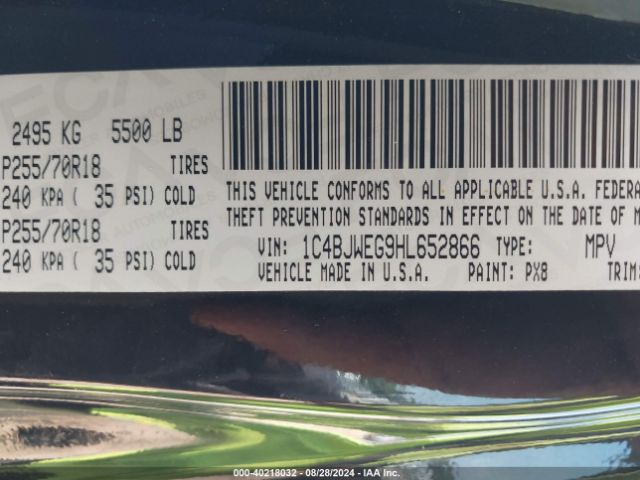 2495 KG 5500 LB
P255/70R18 TIRES
240 KPA ( 35 PSI) COLD
P255/70R18 TIRES
240 KPA ( 35 PSI) COLD
THIS VEHICLE CONFORMS TO ALL APPLICABLE U.S.A. FEDERA
THEFT PREVENTION STANDARDS IN EFFECT ON THE DATE OF M
VIN: 1C4BJWEG9HL652866 TYPE: MPV
VEHICLE MADE IN U.S.A. PAINT: PX8 TRIM:
000-40218032 - 08/28/2024 - IAA Inc.